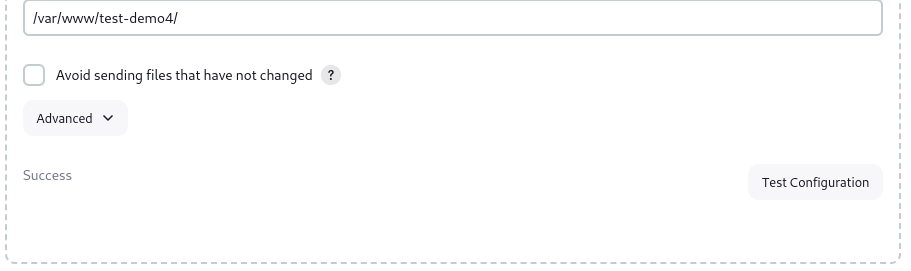 /var/www/test-demo4/
Avoid sending files that have not changed ?
Advanced
Success
Test Configuration